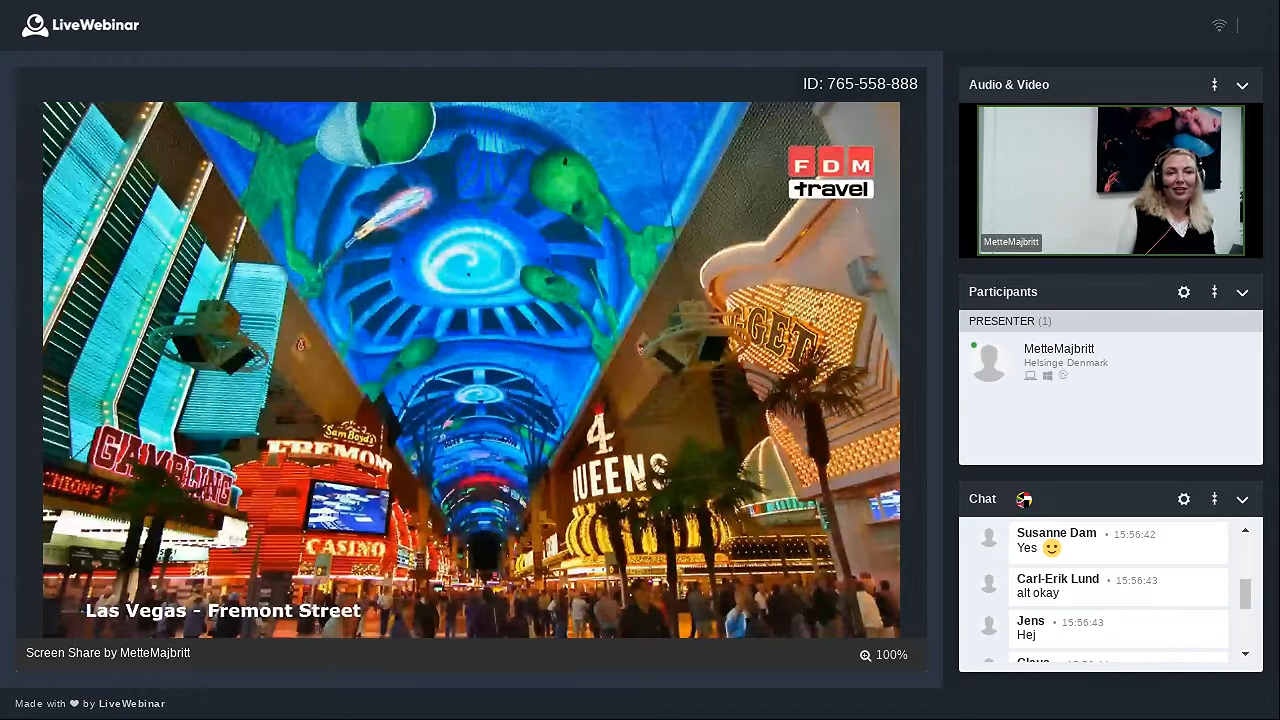 LiveWebinar
ID: 765-558-888
FDM
travel
GAMBLING
Sam Boyd's
FREMONT
CASINO
4
QUEENS
GGET
Las Vegas - Fremont Street
Screen Share by MetteMajbritt
100%
Made with ❤ by LiveWebinar
Audio & Video
MetteMajbritt
Participants
PRESENTER (1)
MetteMajbritt
Helsinge Denmark
Chat
Susanne Dam • 15:56:42
Yes 🙂
Carl-Erik Lund • 15:56:43
alt okay
Jens • 15:56:43
Hej